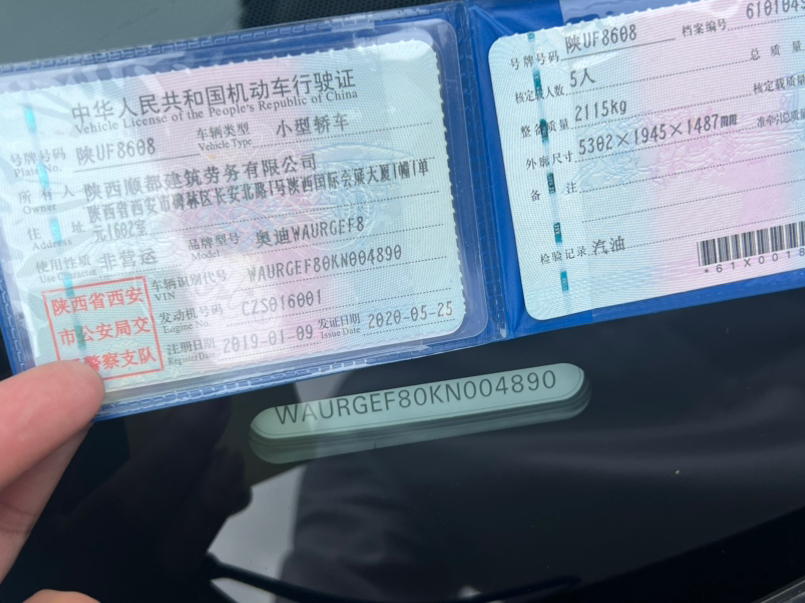 中华人民共和国机动车行驶证
Vehicle License of the People's Republic of China
号牌号码 陕UF8608 车辆类型 小型轿车
Plate No. Vehicle Type
所有人 陕西顺都建筑劳务有限公司
Owner
住址 陕西省西安市碑林区长安北路1号陕西国际会展大厦1幢1单
Address 元1602室
使用性质 非营运 品牌型号 奥迪WAURGEF8
Use Character Model
车辆识别代号 WAURGEF80KN004890
VIN
发动机号码 CZS016001
Engine No.
注册日期 2019-01-09 发证日期 2020-05-25
Register Date Issue Date
陕西省西安
市公安局交
警察支队
号牌号码 陕UF8608 档案编号 610104
核定载人数 5人 总质量
整备质量 2115kg 核定载质量
外廓尺寸 5302×1945×1487mm 准牵引总质量
备注
检验记录 汽油
*61X0018
WAURGEF80KN004890